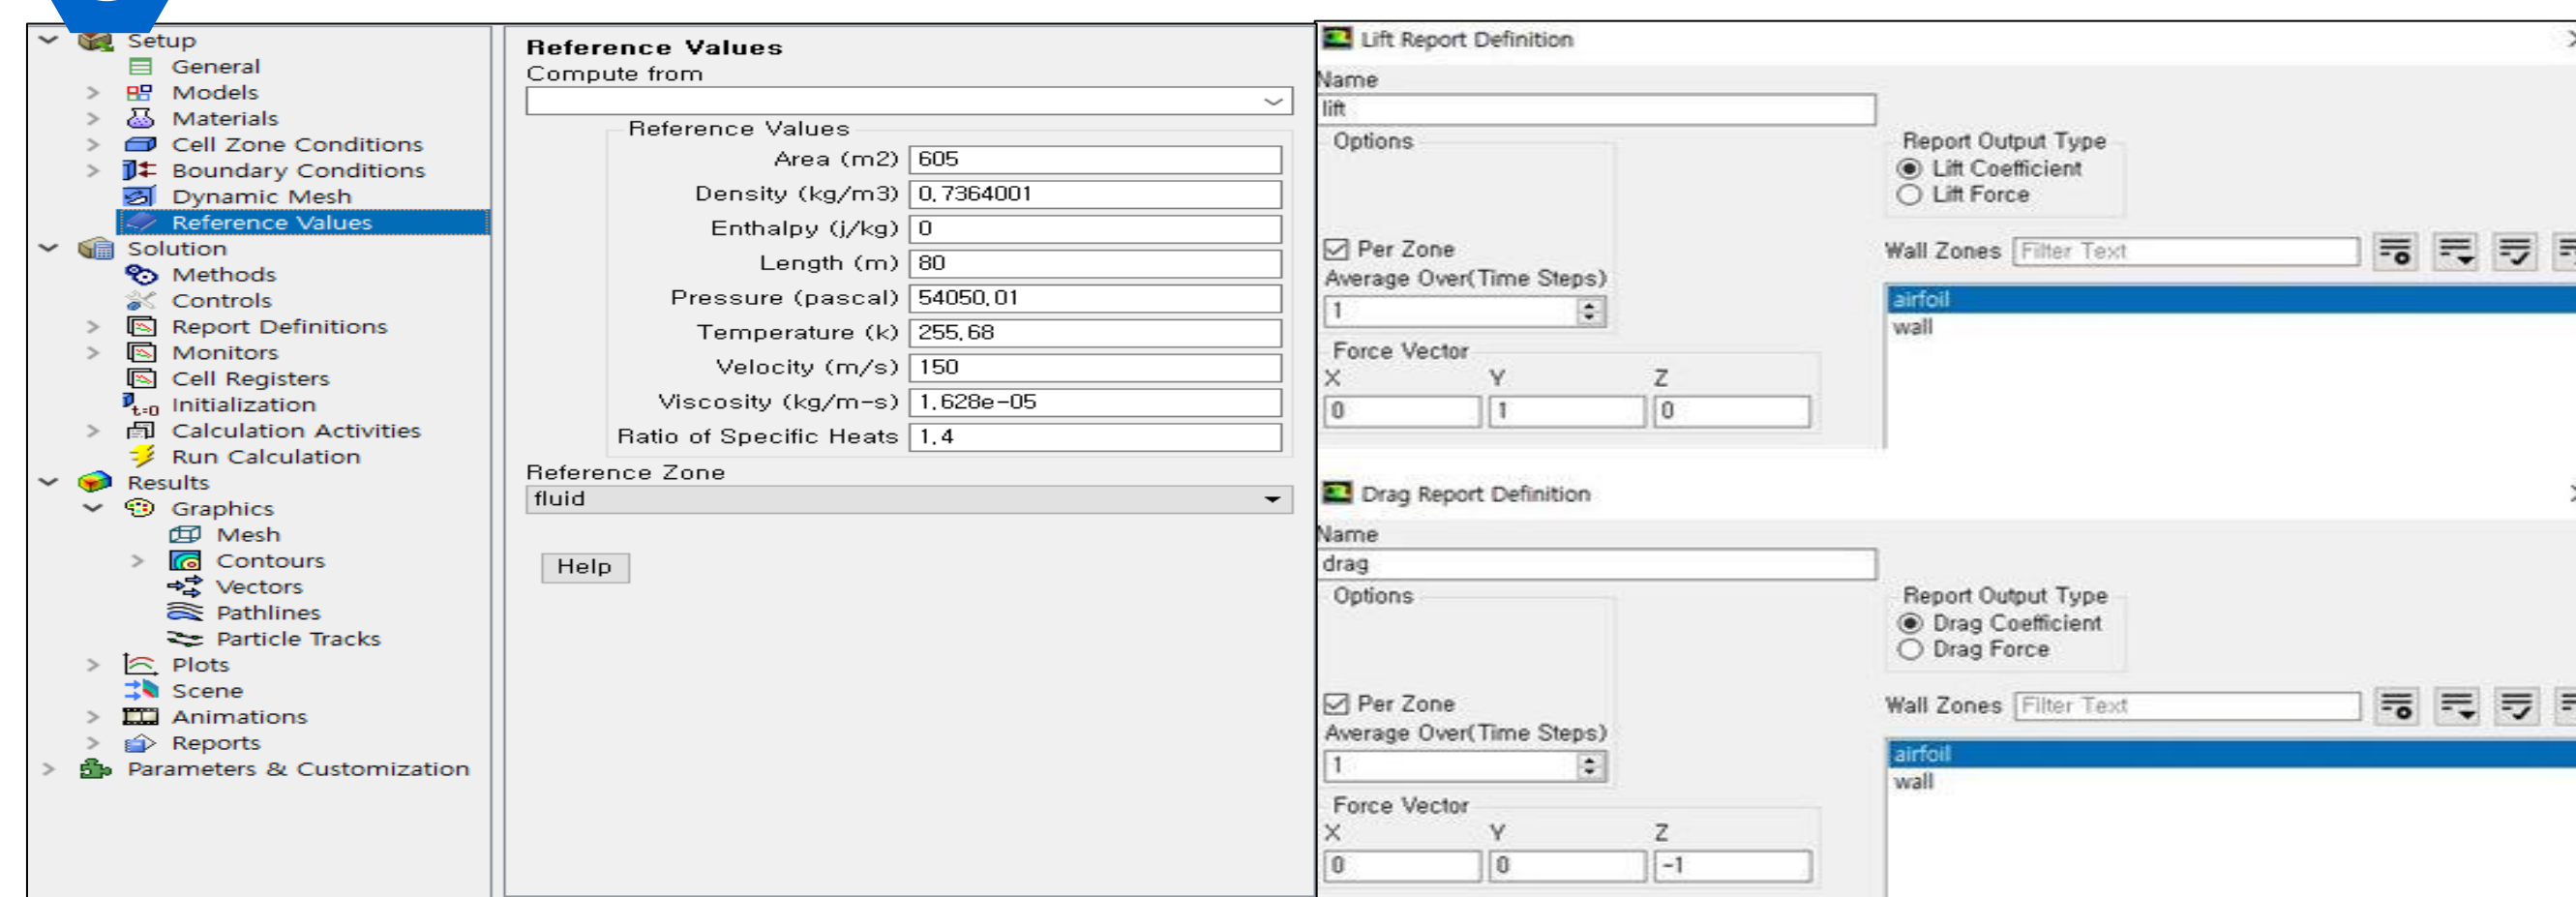 Setup
General
Models
Materials
Cell Zone Conditions
Boundary Conditions
Dynamic Mesh
Reference Values
Solution
Methods
Controls
Report Definitions
Monitors
Cell Registers
t=0 Initialization
Calculation Activities
Run Calculation
Results
Graphics
Mesh
Contours
Vectors
Pathlines
Particle Tracks
Plots
Scene
Animations
Reports
Parameters & Customization
Reference Values
Compute from
Reference Values
Area (m2) 605
Density (kg/m3) 0,7364001
Enthalpy (j/kg) 0
Length (m) 80
Pressure (pascal) 54050,01
Temperature (k) 255,68
Velocity (m/s) 150
Viscosity (kg/m-s) 1,628e-05
Ratio of Specific Heats 1,4
Reference Zone
fluid
Help
Lift Report Definition
Name
lift
Options
Report Output Type
Lift Coefficient
Lift Force
Per Zone
Average Over(Time Steps)
1
Force Vector
X Y Z
0 1 0
Wall Zones Filter Text
airfoil
wall
Drag Report Definition
Name
drag
Options
Report Output Type
Drag Coefficient
Drag Force
Per Zone
Average Over(Time Steps)
1
Force Vector
X Y Z
0 0 -1
Wall Zones Filter Text
airfoil
wall